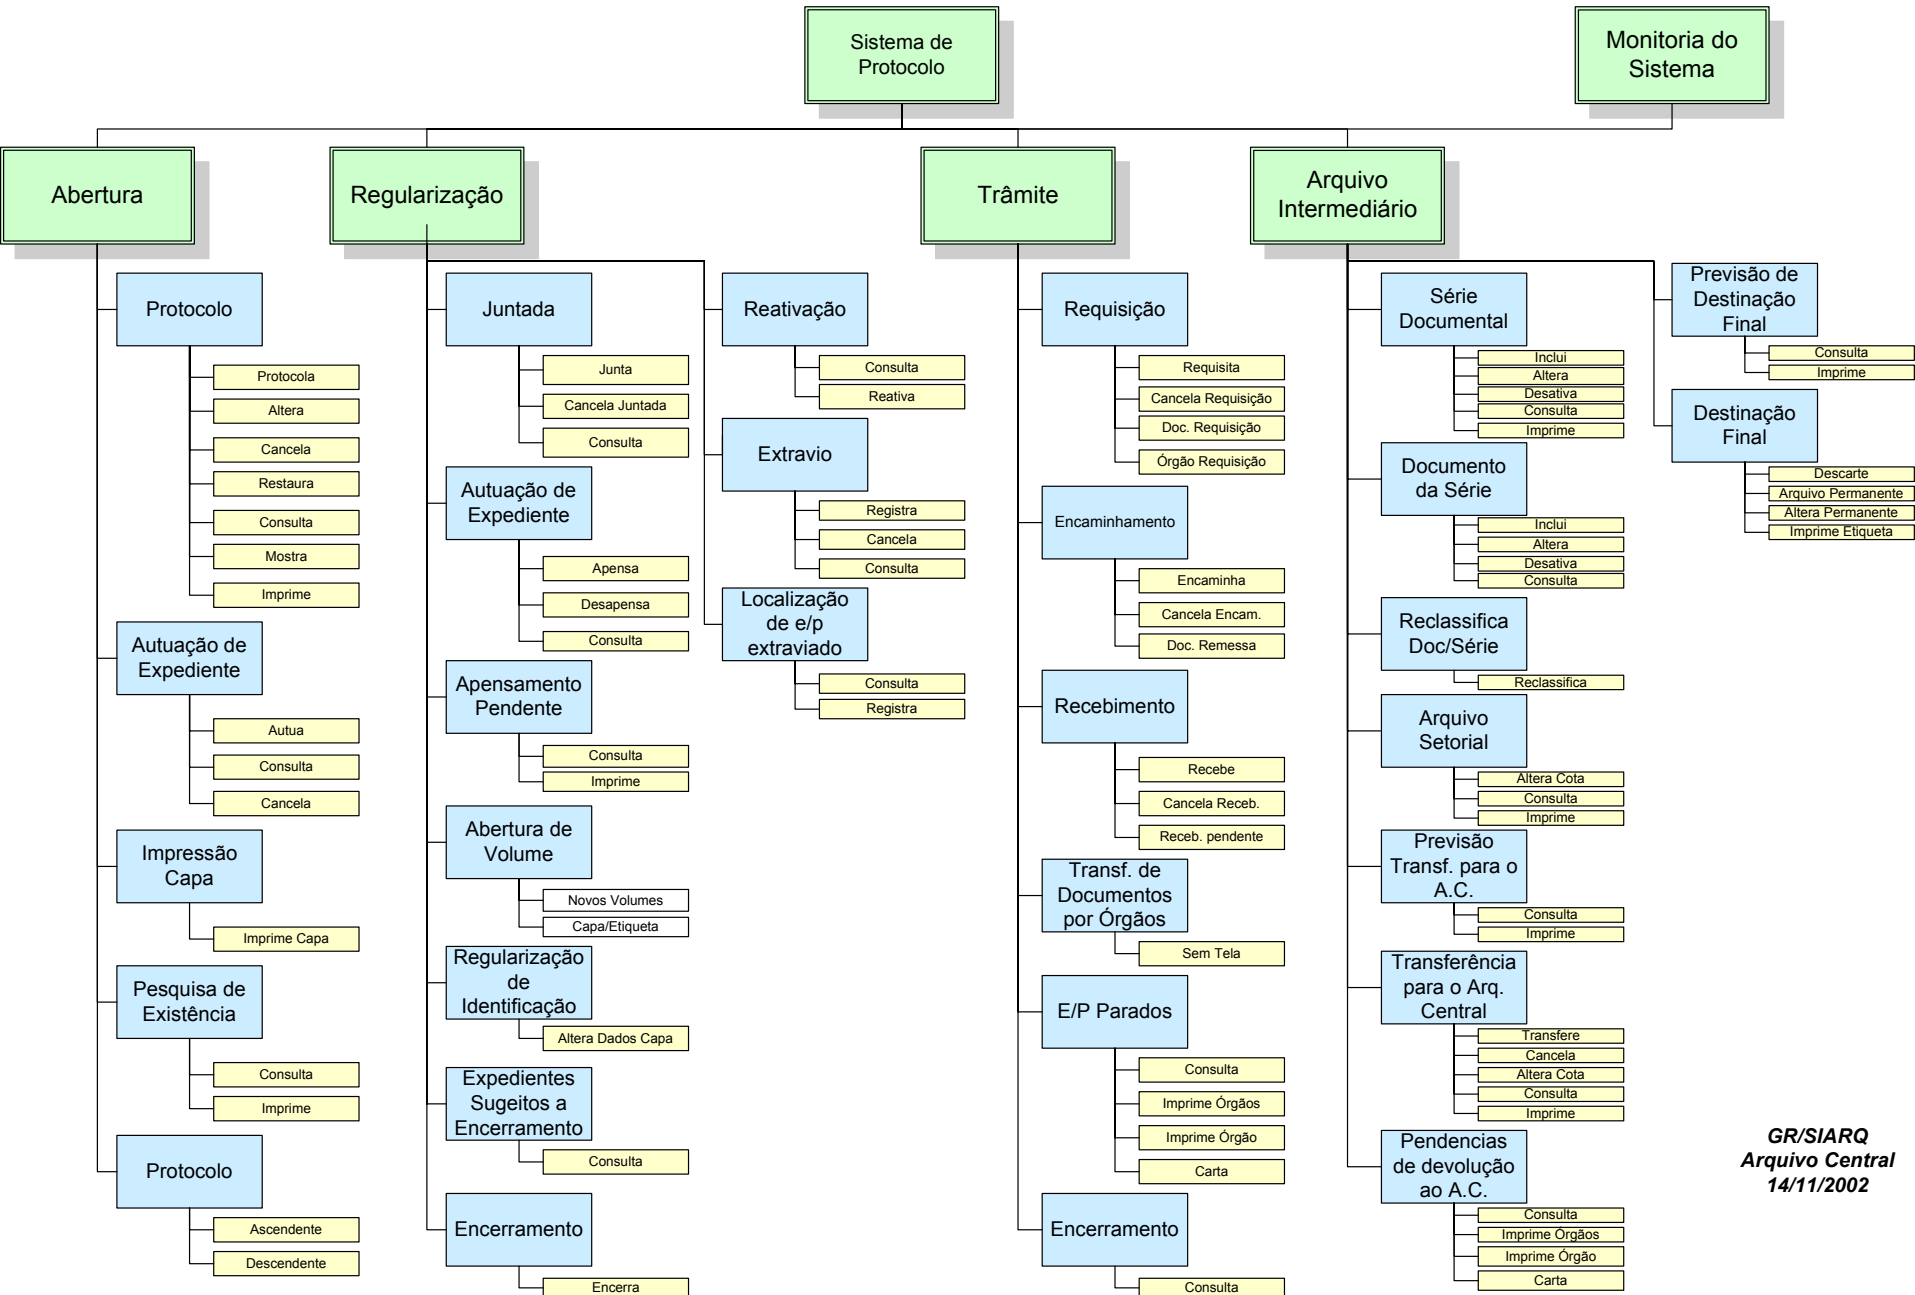 Sistema de
Protocolo
Monitoria do
Sistema
Abertura
Regularização
Trâmite
Arquivo
Intermediário
Protocolo
Protocola
Altera
Cancela
Restaura
Consulta
Mostra
Imprime
Autuação de
Expediente
Autua
Consulta
Cancela
Impressão
Capa
Imprime Capa
Pesquisa de
Existência
Consulta
Imprime
Protocolo
Ascendente
Descendente
Juntada
Junta
Cancela Juntada
Consulta
Autuação de
Expediente
Apensa
Desapensa
Consulta
Apensamento
Pendente
Consulta
Imprime
Abertura de
Volume
Novos Volumes
Capa/Etiqueta
Regularização
de
Identificação
Altera Dados Capa
Expedientes
Sugeitos a
Encerramento
Consulta
Encerramento
Encerra
Reativação
Consulta
Reativa
Extravio
Registra
Cancela
Consulta
Localização
de e/p
extraviado
Consulta
Registra
Requisição
Requisita
Cancela Requisição
Doc. Requisição
Órgão Requisição
Encaminhamento
Encaminha
Cancela Encam.
Doc. Remessa
Recebimento
Recebe
Cancela Receb.
Receb. pendente
Transf. de
Documentos
por Órgãos
Sem Tela
E/P Parados
Consulta
Imprime Órgãos
Imprime Órgão
Carta
Encerramento
Consulta
Série
Documental
Inclui
Altera
Desativa
Consulta
Imprime
Documento
da Série
Inclui
Altera
Desativa
Consulta
Reclassifica
Doc/Série
Reclassifica
Arquivo
Setorial
Altera Cota
Consulta
Imprime
Previsão
Transf. para o
A.C.
Consulta
Imprime
Transferência
para o Arq.
Central
Transfere
Cancela
Altera Cota
Consulta
Imprime
Pendencias
de devolução
ao A.C.
Consulta
Imprime Órgãos
Imprime Órgão
Carta
Previsão de
Destinação
Final
Consulta
Imprime
Destinação
Final
Descarte
Arquivo Permanente
Altera Permanente
Imprime Etiqueta
GR/SIARQ
Arquivo Central
14/11/2002